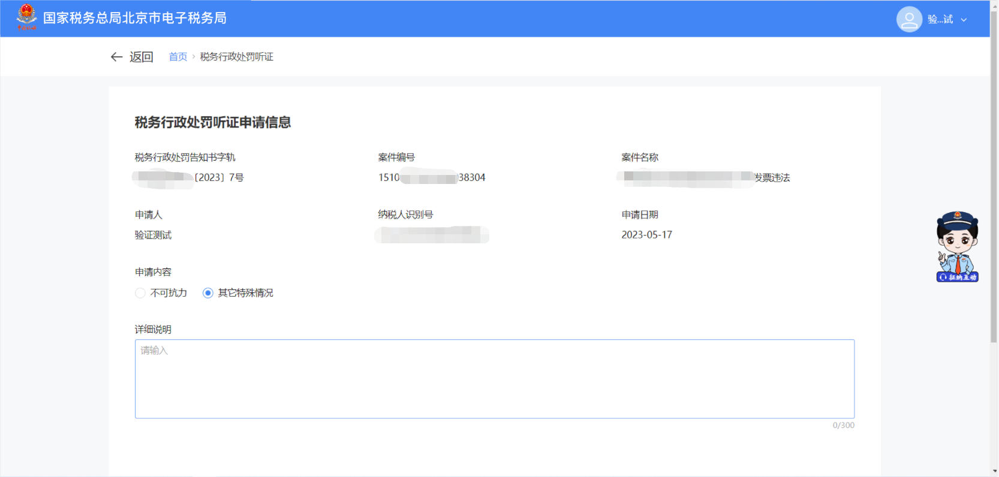 国家税务总局北京市电子税务局
验...试
返回 首页 > 税务行政处罚听证
税务行政处罚听证申请信息
税务行政处罚告知书字轨 案件编号 案件名称
〔2023〕7号 1510 38304 发票违法
申请人 纳税人识别号 申请日期
验证测试 2023-05-17
申请内容
不可抗力 其它特殊情况
征纳互动
详细说明
请输入
0/300